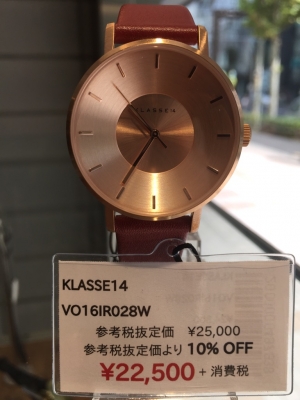 KLASSE14
KLASSE14
VO16IR028W
参考税抜定価 ¥25,000
参考税抜定価より 10% OFF
¥22,500 + 消費税